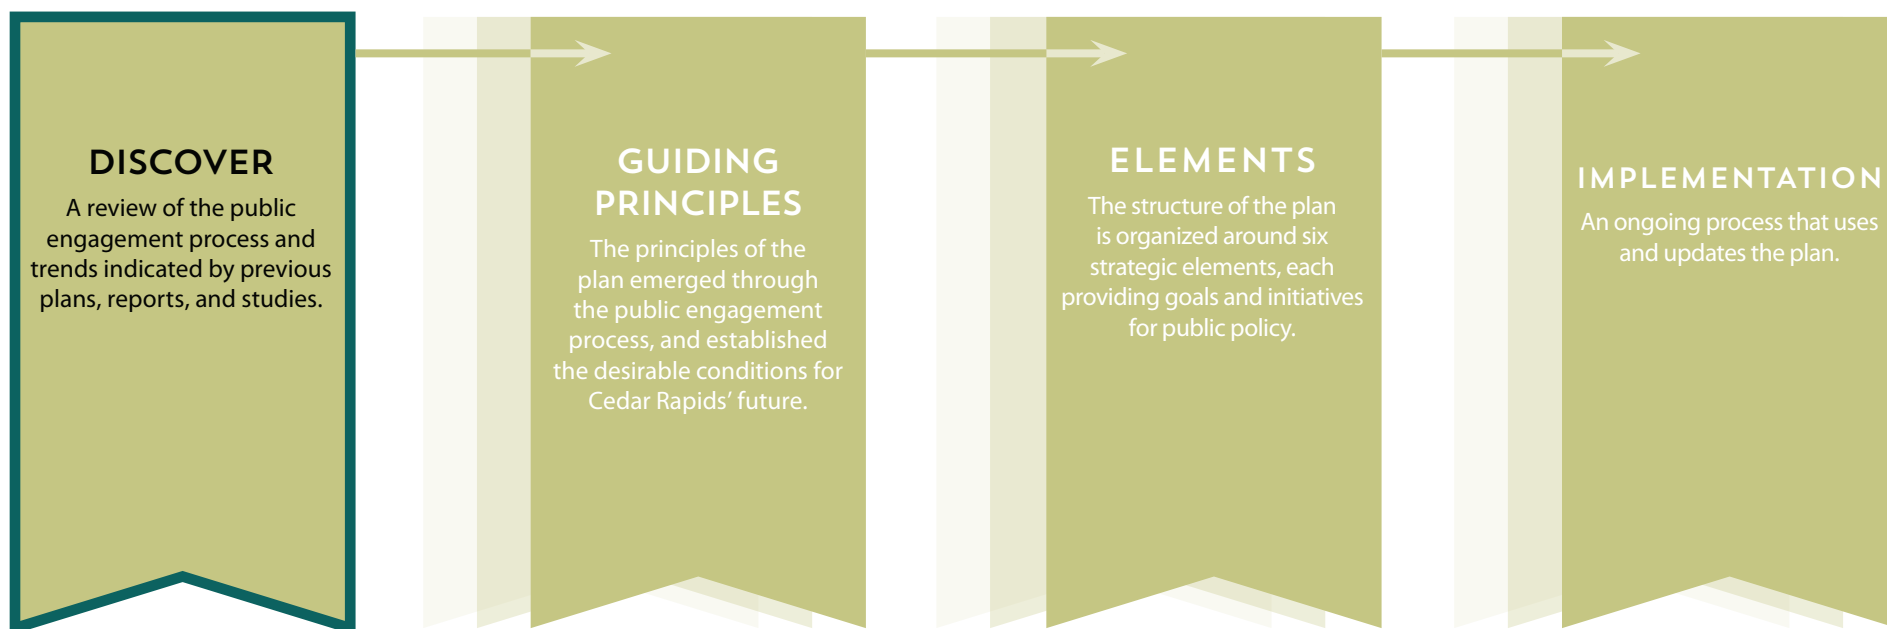 DISCOVER
A review of the public
engagement process and
trends indicated by previous
plans, reports, and studies.
GUIDING
PRINCIPLES
The principles of the
plan emerged through
the public engagement
process, and established
the desirable conditions for
Cedar Rapids’ future.
ELEMENTS
The structure of the plan
is organized around six
strategic elements, each
providing goals and initiatives
for public policy.
IMPLEMENTATION
An ongoing process that uses
and updates the plan.